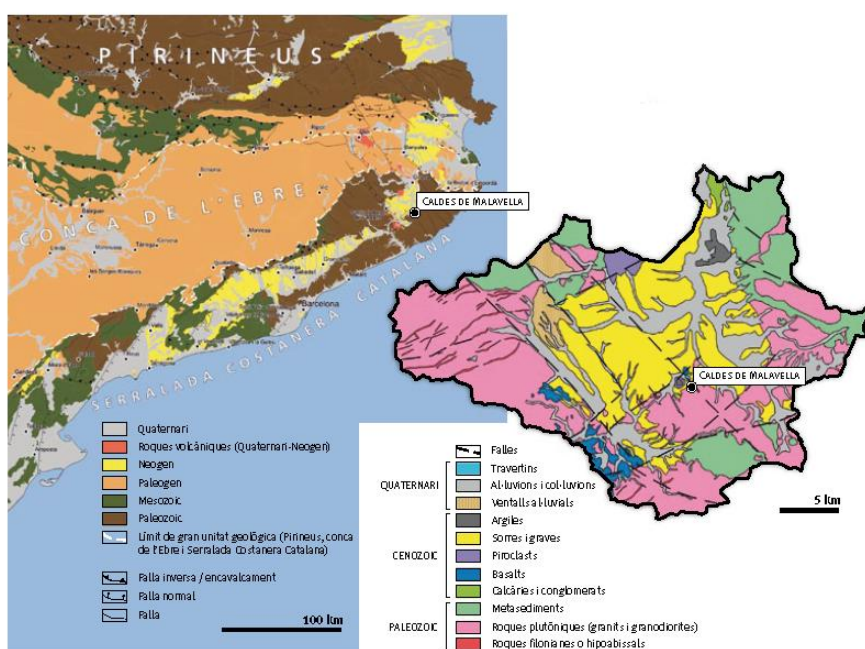 PIRINEUS
CONCA DE L'EBRE
CALDES DE MALAVELLA
Barcelona
SERRALADA COSTANERA CATALANA
Quaternari
Roques volcàniques (Quaternari-Neogen)
Neogen
Paleogen
Mesozoic
Paleozoic
Límit de gran unitat geològica (Pirineus, conca
de l'Ebre i Serralada Costanera Catalana)
Falla inversa / encavalcament
Falla normal
Falla
100 km
CALDES DE MALAVELLA
5 km
Falles
QUATERNARI
Travertins
Al·luvions i col·luvions
Ventalls al·luvials
CENOZOIC
Argiles
Sorres i graves
Piroclasts
Basalts
Calcàries i conglomerats
PALEOZOIC
Metasediments
Roques plutòniques (granits i granodiorites)
Roques filonianes o hipoabissals